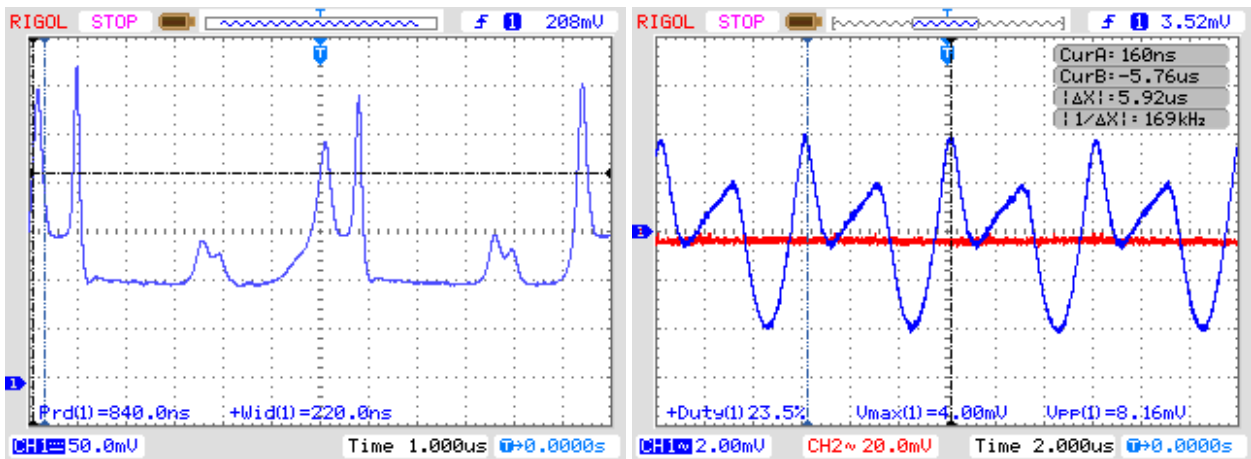 RIGOL STOP T f 1 208mV
T
1
Prd(1)=840.0ns +Wid(1)=220.0ns
CH1 50.0mV Time 1.000us T→0.0000s
RIGOL STOP T f 1 3.52mV
T
CurA: 160ns
CurB:-5.76us
|ΔX|:5.92us
|1/ΔX|: 169kHz
1
+Duty(1) 23.5% Vmax(1)=4.00mV Vpp(1)=8.16mV
CH1~ 2.00mV CH2~ 20.0mV Time 2.000us T→0.0000s